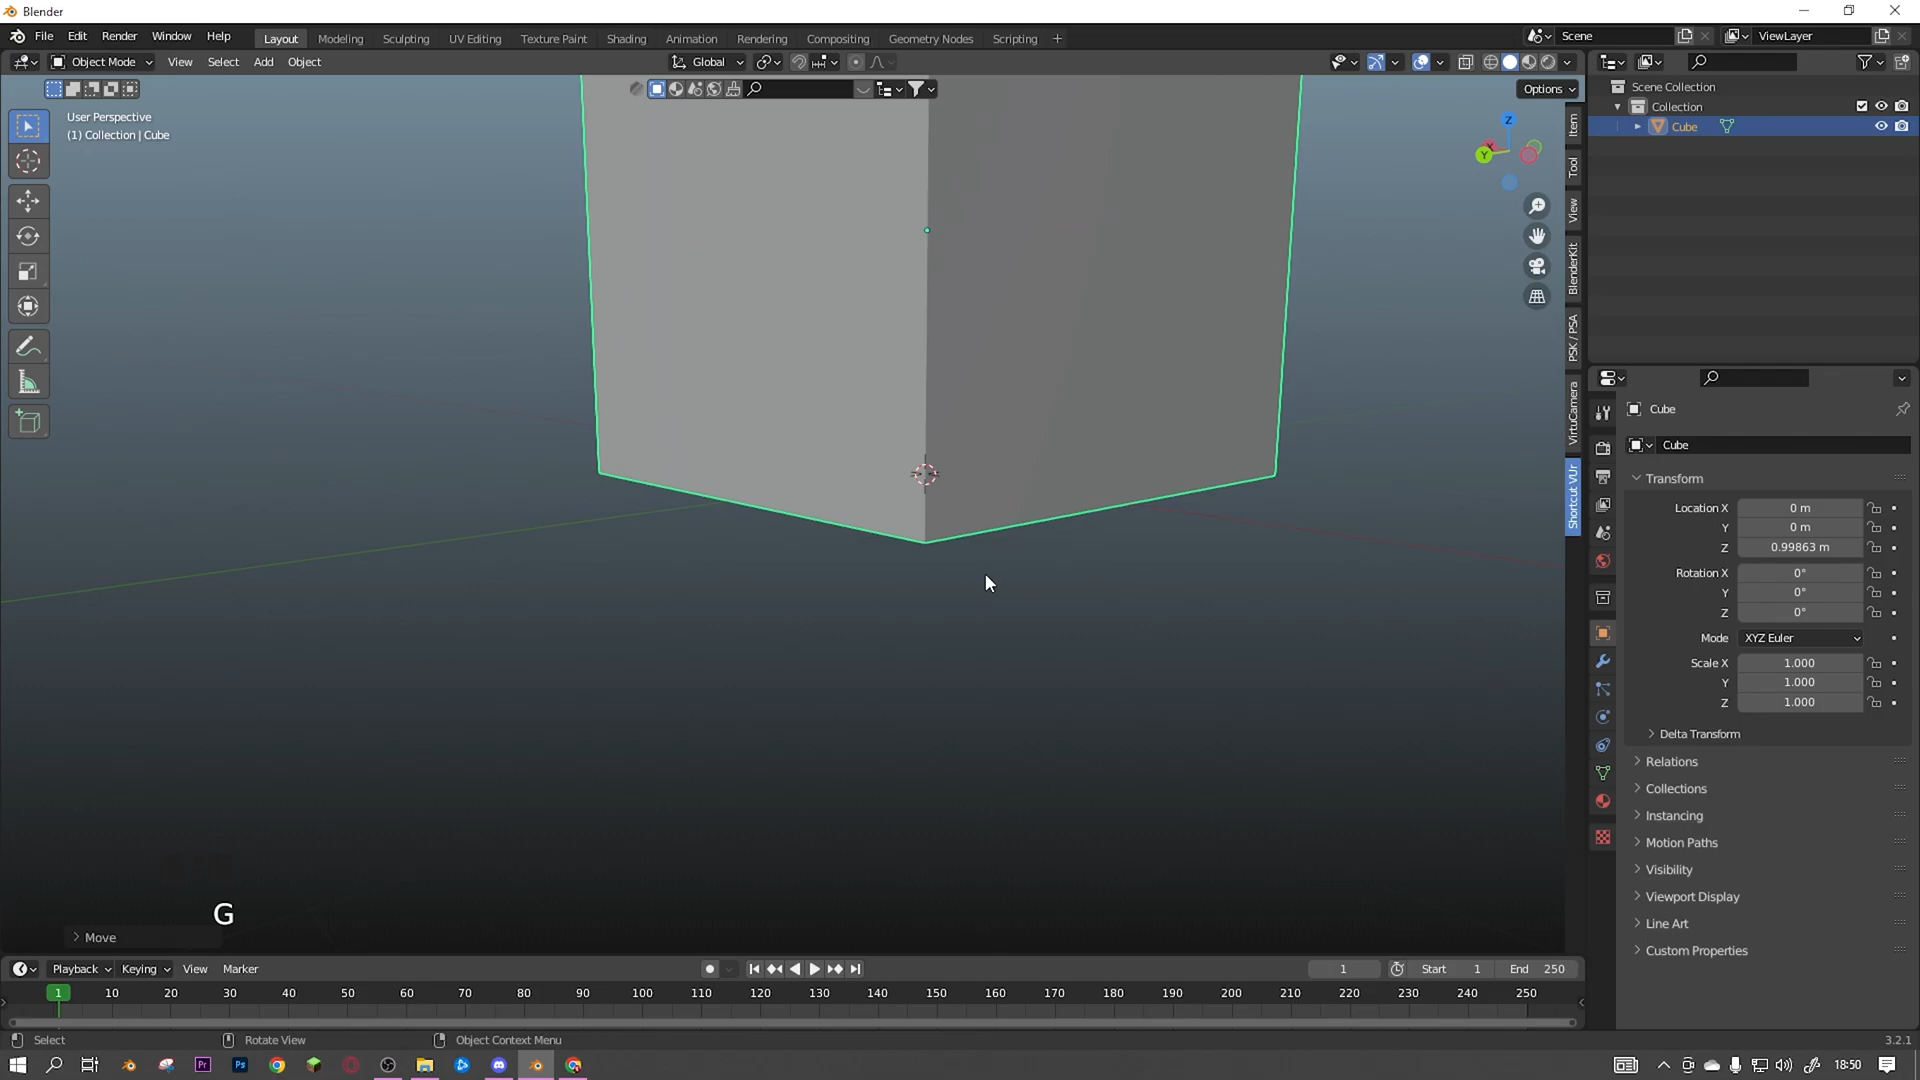 Blender
File Edit Render Window Help
Layout Modeling Sculpting UV Editing Texture Paint Shading Animation Rendering Compositing Geometry Nodes Scripting +
Scene
ViewLayer
Object Mode View Select Add Object
Global
Options
User Perspective
(1) Collection | Cube
Z
Y
X
Item
Tool
View
BlenderKit
PSK / PSA
VirtuCamera
Shortcut VUr
Scene Collection
Collection
Cube
Cube
Cube
Transform
Location X 0 m
Y 0 m
Z 0.99863 m
Rotation X 0°
Y 0°
Z 0°
Mode XYZ Euler
Scale X 1.000
Y 1.000
Z 1.000
Delta Transform
Relations
Collections
Instancing
Motion Paths
Visibility
Viewport Display
Line Art
Custom Properties
G
Move
Playback Keying View Marker
1 Start 1 End 250
1 10 20 30 40 50 60 70 80 90 100 110 120 130 140 150 160 170 180 190 200 210 220 230 240 250
Select Rotate View Object Context Menu
3.2.1
Pr Ps
18:50